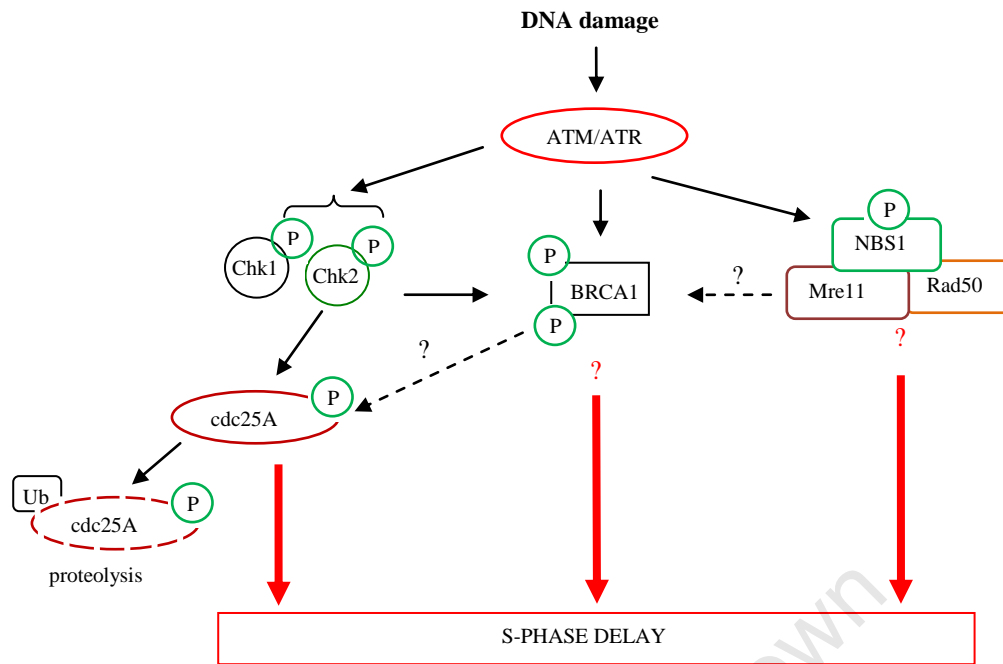 DNA damage
ATM/ATR
P
P
P
Chk1
Chk2
P
BRCA1
P
?
P
NBS1
Mre11
Rad50
?
?
?
cdc25A
P
Ub
cdc25A
P
proteolysis
S-PHASE DELAY